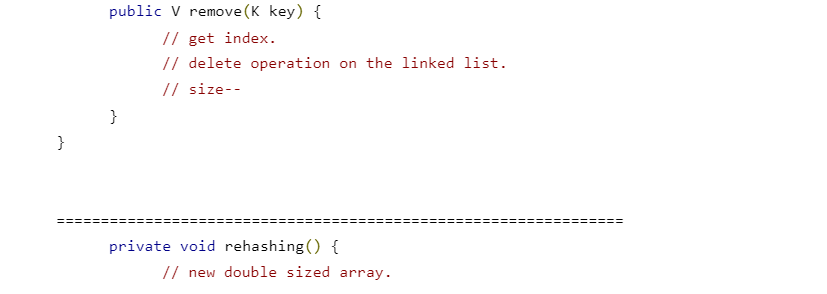 public V remove(K key) {
// get index.
// delete operation on the linked list.
// size--
}
}
=================================================================
private void rehashing() {
// new double sized array.